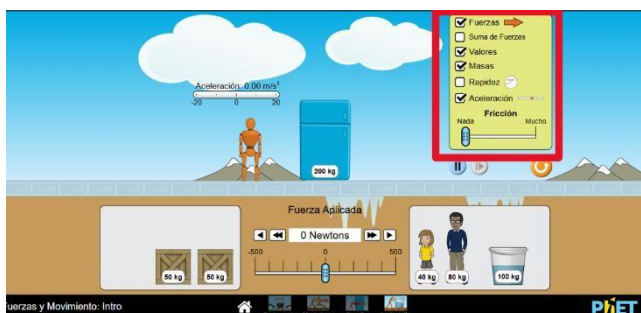 Fuerzas
Suma de Fuerzas
Valores
Masas
Rapidez
Aceleración
Fricción
Nada Mucho
Aceleración: 0.00 m/s²
-20 0 20
200 kg
Fuerza Aplicada
0 Newtons
-500 0 500
50 kg 50 kg
40 kg 80 kg 100 kg
Fuerzas y Movimiento: Intro
PhET